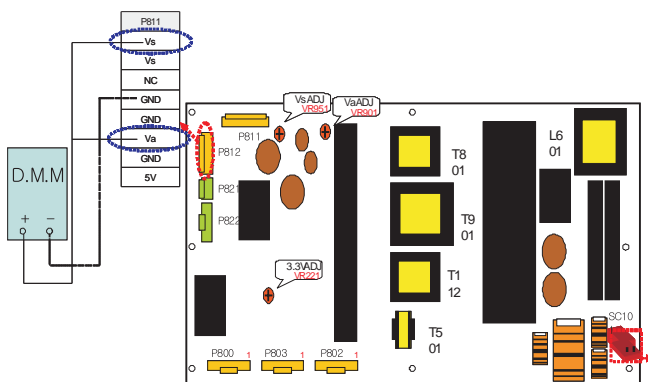 P811
Vs
Vs
NC
GND
GND
Va
GND
5V
D.M.M
+ −
VsADJ
VR951
VaADJ
VR901
P811
P812
P821
P822
T8
01
T9
01
T1
12
T5
01
L6
01
3.3VADJ
VR221
SC10
P800 1
P803 1
P802 1